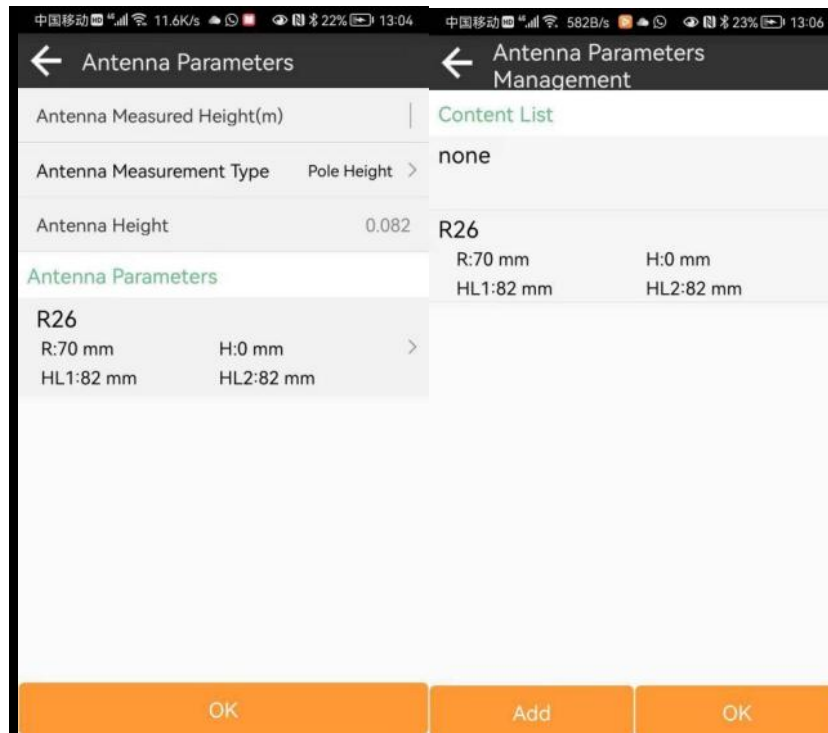 中国移动 HD 4G 11.6K/s 22% 13:04
Antenna Parameters
Antenna Measured Height(m)
Antenna Measurement Type Pole Height
Antenna Height 0.082
Antenna Parameters
R26
R:70 mm H:0 mm
HL1:82 mm HL2:82 mm
OK
中国移动 HD 582B/s 23% 13:06
Antenna Parameters
Management
Content List
none
R26
R:70 mm H:0 mm
HL1:82 mm HL2:82 mm
Add OK